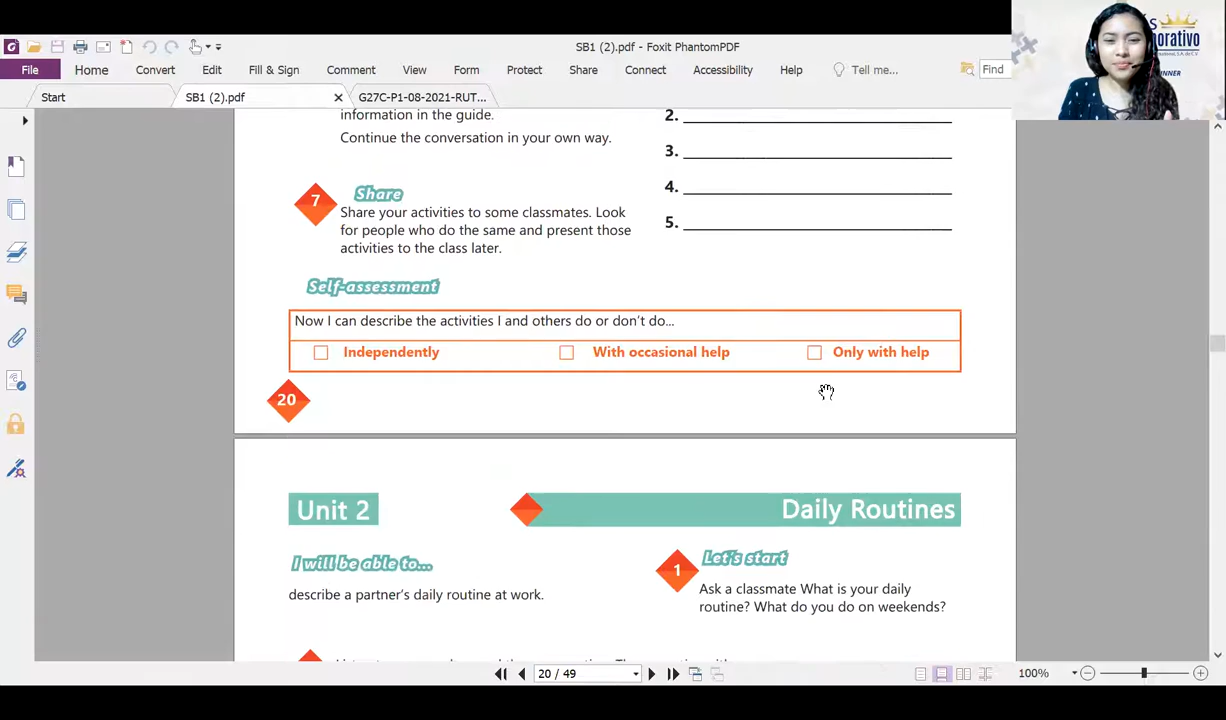 SB1 (2).pdf - Foxit PhantomPDF
File Home Convert Edit Fill & Sign Comment View Form Protect Share Connect Accessibility Help Tell me... Find
Start SB1 (2).pdf G27C-P1-08-2021-RUT...
information in the guide.
Continue the conversation in your own way.
2.
3.
4.
5.
7
Share
Share your activities to some classmates. Look
for people who do the same and present those
activities to the class later.
Self-assessment
Now I can describe the activities I and others do or don't do...
Independently With occasional help Only with help
20
Unit 2 Daily Routines
I will be able to...
describe a partner's daily routine at work.
1
Let's start
Ask a classmate What is your daily
routine? What do you do on weekends?
20 / 49
100%